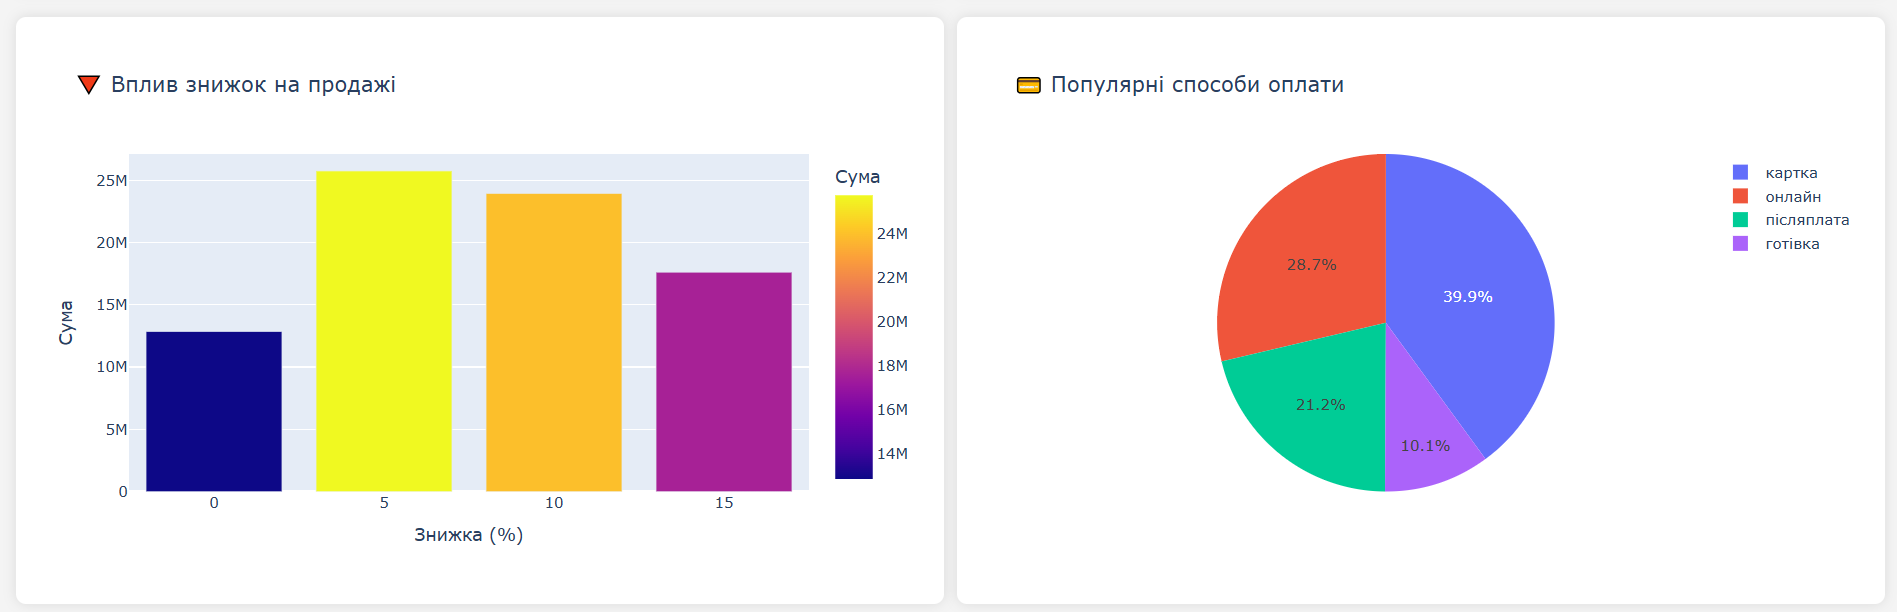 Вплив знижок на продажі
Сума
25M
20M
15M
10M
5M
0
0
5
10
15
Знижка (%)
Сума
24M
22M
20M
18M
16M
14M
Популярні способи оплати
39.9%
28.7%
21.2%
10.1%
картка
онлайн
післяплата
готівка